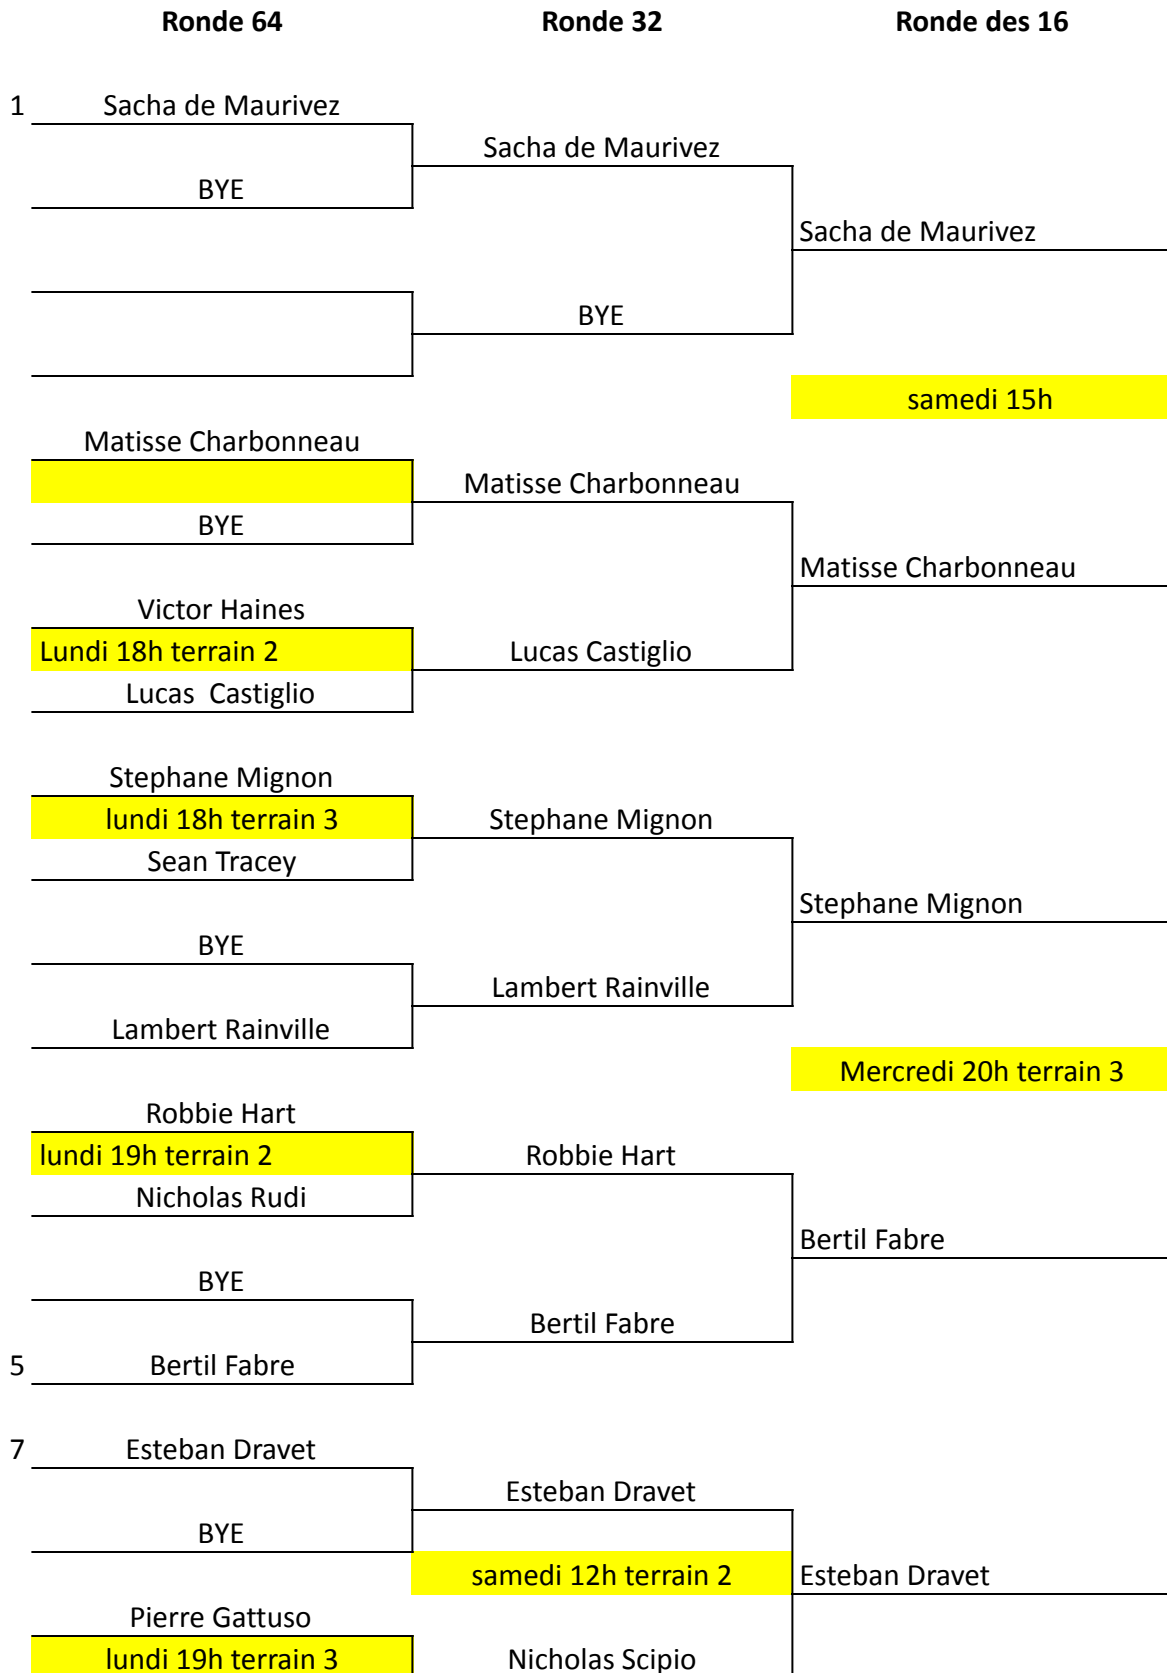 Ronde 64 Ronde 32 Ronde des 16
1 Sacha de Maurivez
Sacha de Maurivez
BYE
Sacha de Maurivez
BYE
samedi 15h
Matisse Charbonneau
Matisse Charbonneau
BYE
Matisse Charbonneau
Victor Haines
Lundi 18h terrain 2 Lucas Castiglio
Lucas  Castiglio
Stephane Mignon
lundi 18h terrain 3 Stephane Mignon
Sean Tracey
Stephane Mignon
BYE
Lambert Rainville
Lambert Rainville
Mercredi 20h terrain 3
Robbie Hart
lundi 19h terrain 2 Robbie Hart
Nicholas Rudi
Bertil Fabre
BYE
Bertil Fabre
5 Bertil Fabre
7 Esteban Dravet
Esteban Dravet
BYE
samedi 12h terrain 2 Esteban Dravet
Pierre Gattuso
lundi 19h terrain 3 Nicholas Scipio